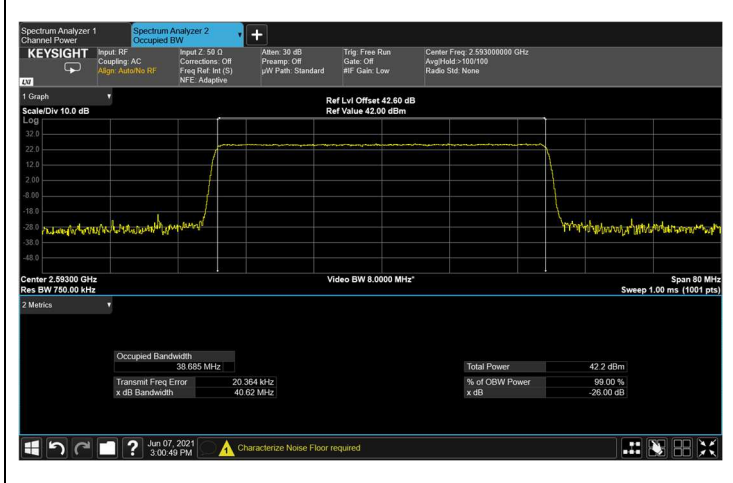 Spectrum Analyzer 1
Channel Power
Spectrum Analyzer 2
Occupied BW
+
KEYSIGHT
LXI
Input: RF
Coupling: AC
Align: Auto/No RF
Input Z: 50 Ω
Corrections: Off
Freq Ref: Int (S)
NFE: Adaptive
Atten: 30 dB
Preamp: Off
µW Path: Standard
Trig: Free Run
Gate: Off
#IF Gain: Low
Center Freq: 2.593000000 GHz
Avg|Hold:>100/100
Radio Std: None
1 Graph
Scale/Div 10.0 dB
Ref Lvl Offset 42.60 dB
Ref Value 42.00 dBm
Log
32.0
22.0
12.0
2.00
-8.00
-18.0
-28.0
-38.0
-48.0
Center 2.59300 GHz
Res BW 750.00 kHz
Video BW 8.0000 MHz*
Span 80 MHz
Sweep 1.00 ms (1001 pts)
2 Metrics
Occupied Bandwidth
38.685 MHz
Transmit Freq Error 20.364 kHz
x dB Bandwidth 40.62 MHz
Total Power 42.2 dBm
% of OBW Power 99.00 %
x dB -26.00 dB
?
Jun 07, 2021
3:00:49 PM
1
Characterize Noise Floor required